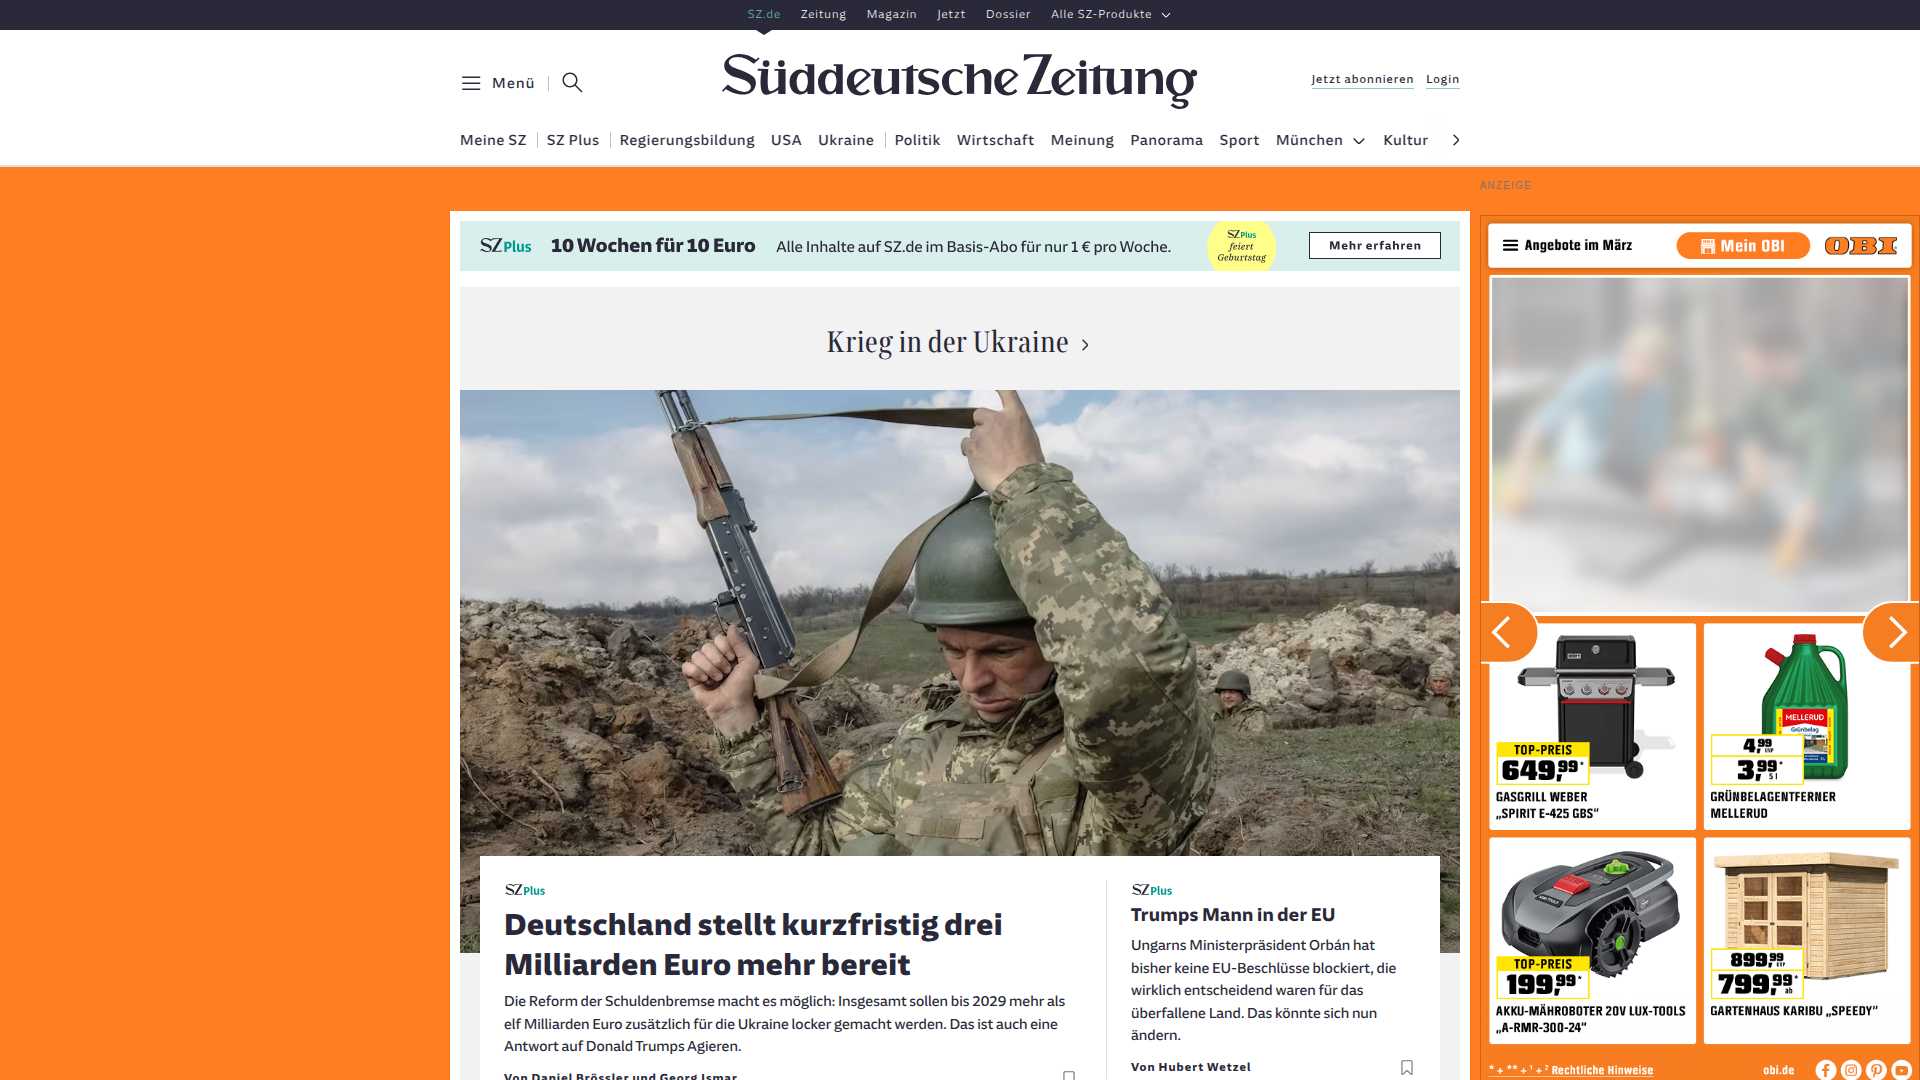 SZ.de Zeitung Magazin Jetzt Dossier Alle SZ-Produkte
Menü
Süddeutsche Zeitung
Jetzt abonnieren Login
Meine SZ SZ Plus Regierungsbildung USA Ukraine Politik Wirtschaft Meinung Panorama Sport München Kultur
ANZEIGE
SZ Plus 10 Wochen für 10 Euro Alle Inhalte auf SZ.de im Basis-Abo für nur 1 € pro Woche.
SZ Plus
feiert
Geburtstag
Mehr erfahren
Krieg in der Ukraine
SZ Plus
Deutschland stellt kurzfristig drei
Milliarden Euro mehr bereit
Die Reform der Schuldenbremse macht es möglich: Insgesamt sollen bis 2029 mehr als
elf Milliarden Euro zusätzlich für die Ukraine locker gemacht werden. Das ist auch eine
Antwort auf Donald Trumps Agieren.
Von Daniel Brössler und Georg Ismar
SZ Plus
Trumps Mann in der EU
Ungarns Ministerpräsident Orbán hat
bisher keine EU-Beschlüsse blockiert, die
wirklich entscheidend waren für das
überfallene Land. Das könnte sich nun
ändern.
Von Hubert Wetzel
Angebote im März
Mein OBI
OBI
TOP-PREIS
649,99*
GASGRILL WEBER
„SPIRIT E-425 GBS“
MELLERUD
Grünbelag
4,99 UVP
3,99*
5 l
GRÜNBELAGENTFERNER
MELLERUD
TOP-PREIS
199,99*
AKKU-MÄHROBOTER 20V LUX-TOOLS
„A-RMR-300-24“
899,99 UVP
799,99*
ab
GARTENHAUS KARIBU „SPEEDY“
* + ** + ¹ + ² Rechtliche Hinweise
obi.de